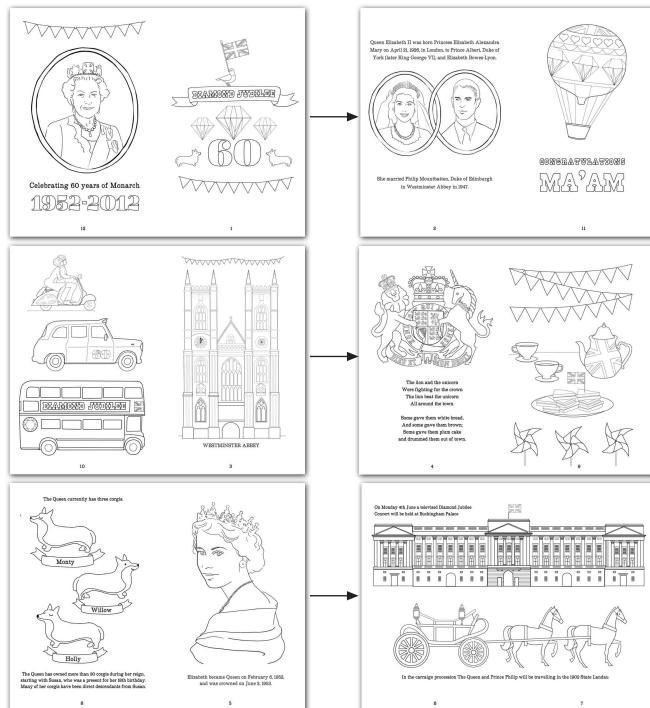 DIAMOND JUBILEE
60
Celebrating 60 years of Monarch
1952-2012
12
1
Queen Elizabeth II was born Princess Elizabeth Alexandra
Mary on April 21, 1926, in London, to Prince Albert, Duke of
York (later King George VI), and Elizabeth Bowes-Lyon.
She married Philip Mountbatten, Duke of Edinburgh
in Westminster Abbey in 1947.
2
CONGRATULATIONS
MA'AM
11
60
DIAMOND JUBILEE
10
WESTMINSTER ABBEY
3
The lion and the unicorn
Were fighting for the crown
The lion beat the unicorn
All around the town.
Some gave them white bread,
And some gave them brown;
Some gave them plum cake
and drummed them out of town.
4
9
The Queen currently has three corgis.
Monty
Willow
Holly
The Queen has owned more than 30 corgis during her reign,
starting with Susan, who was a present for her 18th birthday.
Many of her corgis have been direct descendants from Susan.
8
Elizabeth became Queen on February 6, 1952,
and was crowned on June 2, 1953.
5
On Monday 4th June a televised Diamond Jubilee
Concert will be held at Buckingham Palace
In the carraige procession The Queen and Prince Philip will be travelling in the 1902 State Landau
6
7